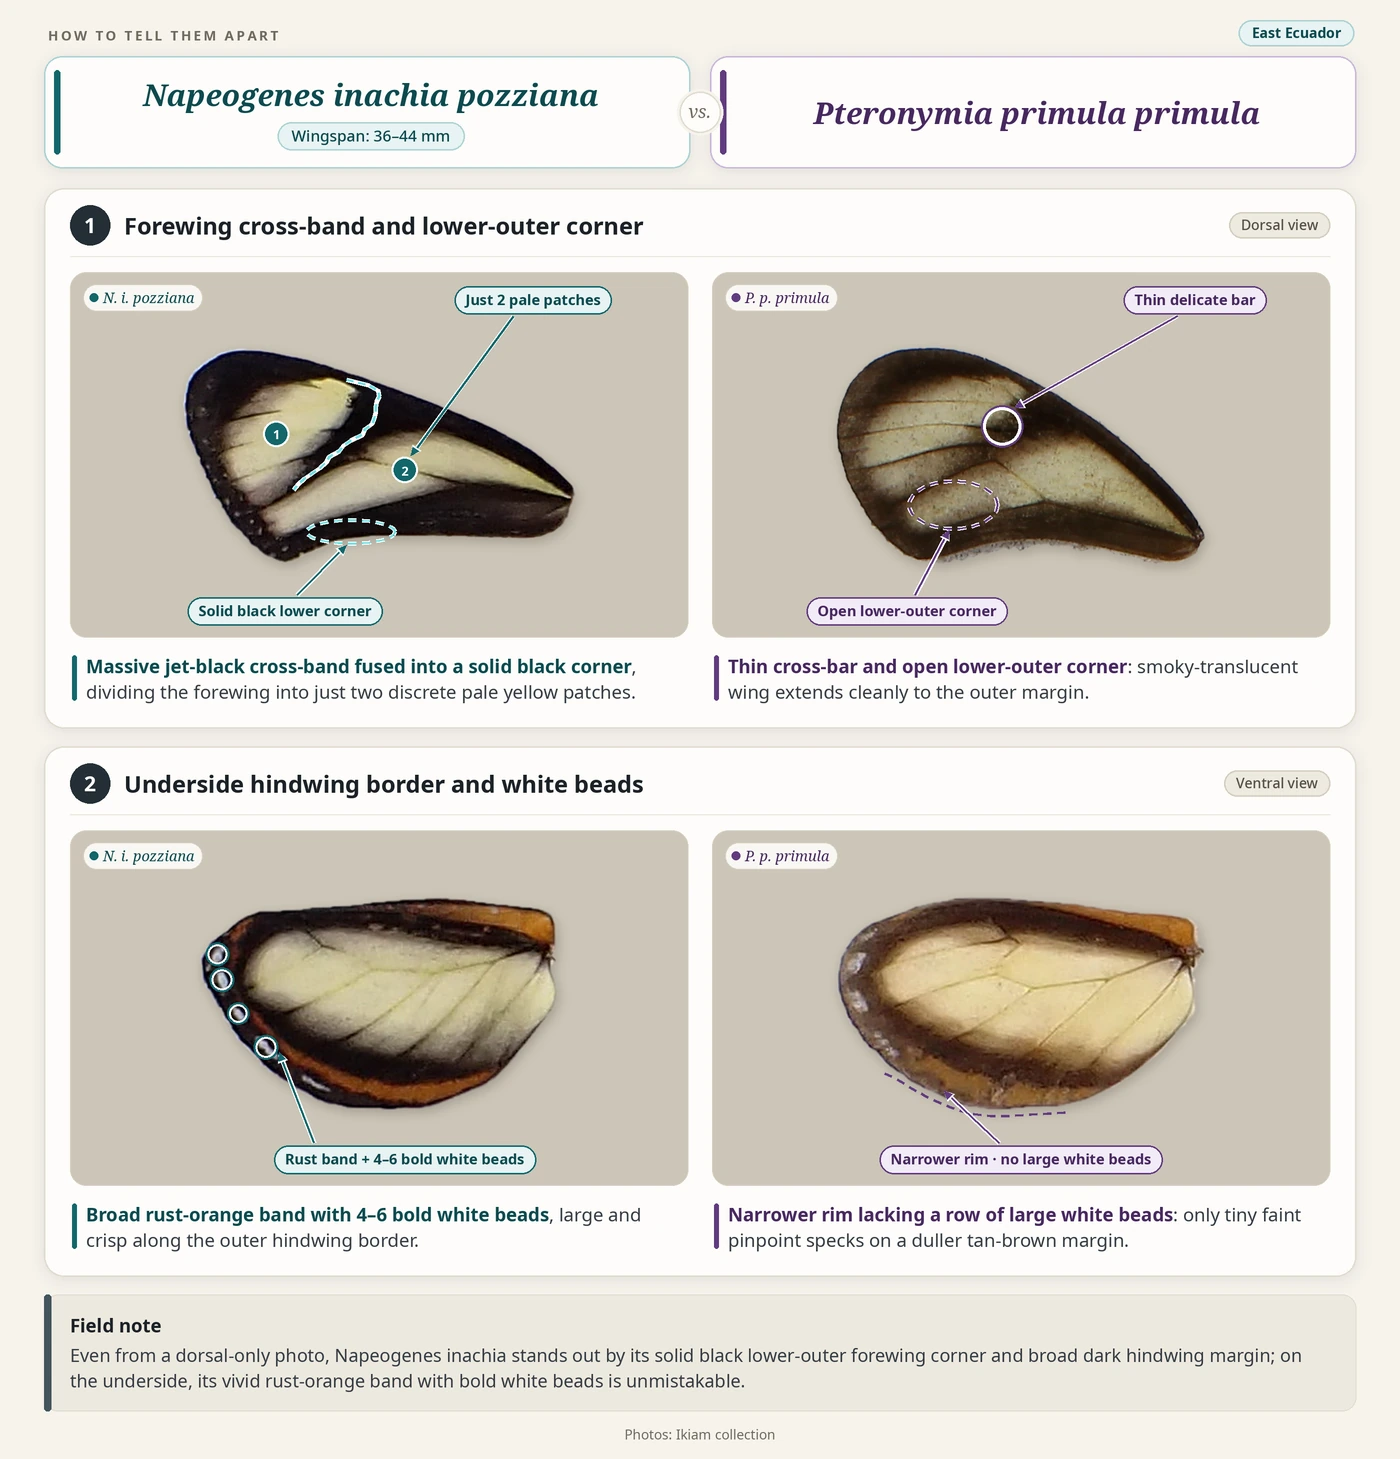 HOW TO TELL THEM APART
East Ecuador
Napeogenes inachia pozziana
Wingspan: 36–44 mm
vs.
Pteronymia primula primula
1 Forewing cross-band and lower-outer corner
Dorsal view
N. i. pozziana
Just 2 pale patches
1
2
Solid black lower corner
P. p. primula
Thin delicate bar
Open lower-outer corner
Massive jet-black cross-band fused into a solid black corner,
dividing the forewing into just two discrete pale yellow patches.
Thin cross-bar and open lower-outer corner: smoky-translucent
wing extends cleanly to the outer margin.
2 Underside hindwing border and white beads
Ventral view
N. i. pozziana
Rust band + 4–6 bold white beads
P. p. primula
Narrower rim · no large white beads
Broad rust-orange band with 4–6 bold white beads, large and
crisp along the outer hindwing border.
Narrower rim lacking a row of large white beads: only tiny faint
pinpoint specks on a duller tan-brown margin.
Field note
Even from a dorsal-only photo, Napeogenes inachia stands out by its solid black lower-outer forewing corner and broad dark hindwing margin; on
the underside, its vivid rust-orange band with bold white beads is unmistakable.
Photos: Ikiam collection